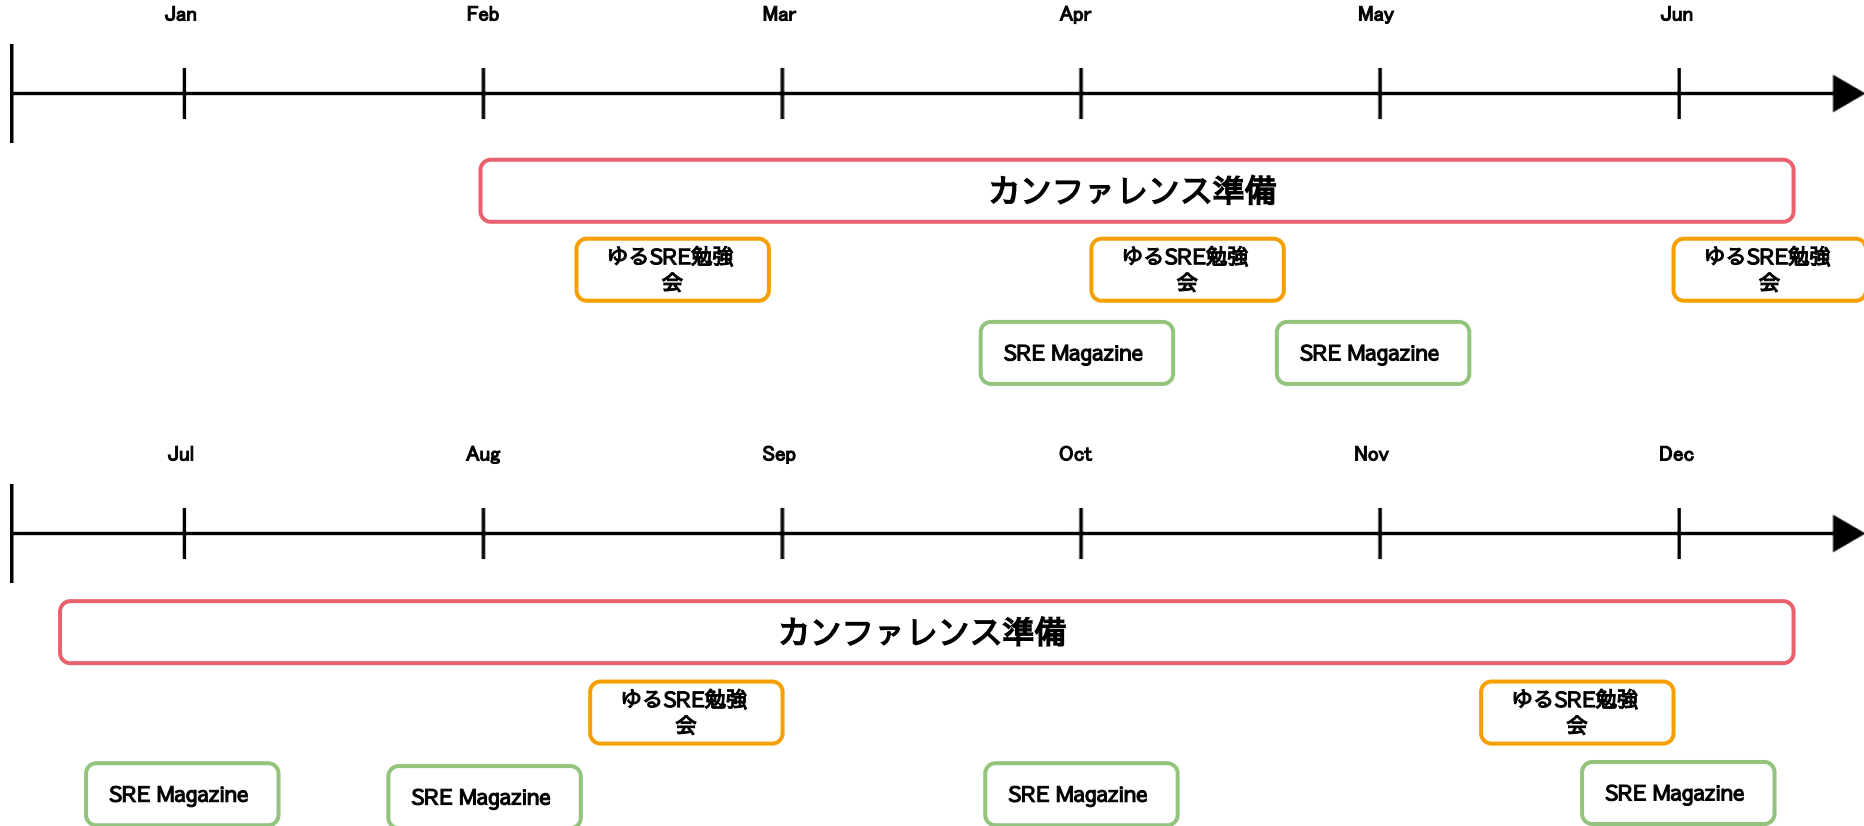 Jan
Feb
Mar
Apr
May
Jun
カンファレンス準備
ゆるSRE勉強
会
ゆるSRE勉強
会
ゆるSRE勉強
会
SRE Magazine
SRE Magazine
Jul
Aug
Sep
Oct
Nov
Dec
カンファレンス準備
ゆるSRE勉強
会
ゆるSRE勉強
会
SRE Magazine
SRE Magazine
SRE Magazine
SRE Magazine